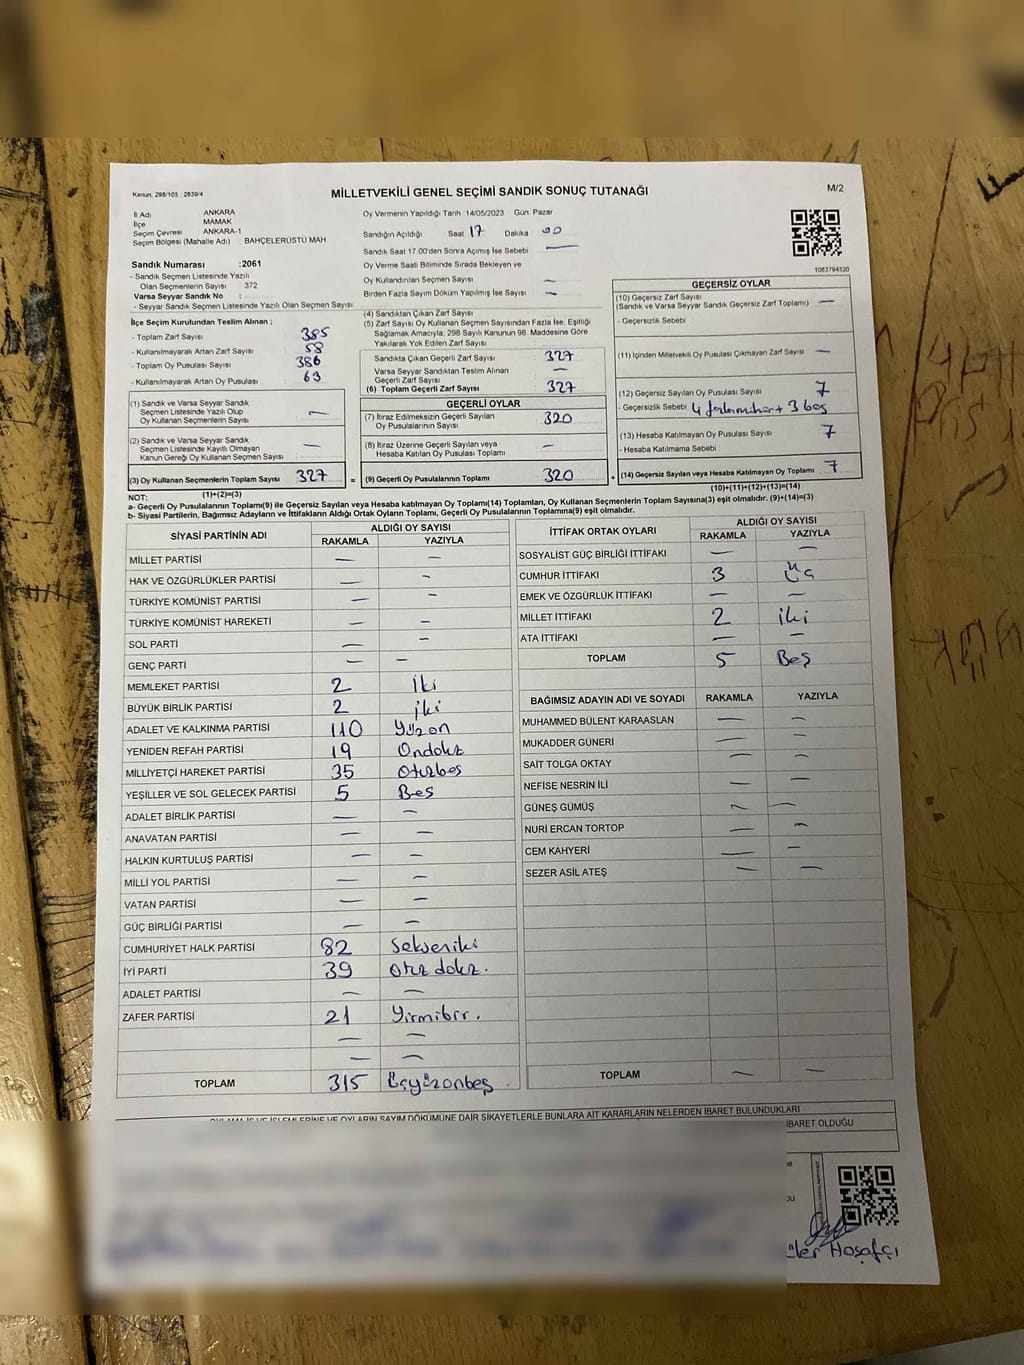 Kanun, 298/105 ; 2839/4
MİLLETVEKİLİ GENEL SEÇİMİ SANDIK SONUÇ TUTANAĞI
M/2
İl Adı ANKARA
İlçe MAMAK
Seçim Çevresi ANKARA-1
Seçim Bölgesi (Mahalle Adı) BAHÇELERÜSTÜ MAH
Sandık Numarası :2061
- Sandık Seçmen Listesinde Yazılı
Olan Seçmenlerin Sayısı 372
Varsa Seyyar Sandık No :
- Seyyar Sandık Seçmen Listesinde Yazılı Olan Seçmen Sayısı:
İlçe Seçim Kurulundan Teslim Alınan ;
- Toplam Zarf Sayısı 385
- Kullanılmayarak Artan Zarf Sayısı 58
- Toplam Oy Pusulası Sayısı 386
- Kullanılmayarak Artan Oy Pusulası 63
(1) Sandık ve Varsa Seyyar Sandık
Seçmen Listesinde Yazılı Olup
Oy Kullanan Seçmenlerin Sayısı —
(2) Sandık ve Varsa Seyyar Sandık
Seçmen Listesinde Kayıtlı Olmayan
Kanun Gereği Oy Kullanan Seçmen Sayısı —
(3) Oy Kullanan Seçmenlerin Toplam Sayısı 327 =
(1)+(2)=(3)
Oy Vermenin Yapıldığı Tarih :14/05/2023 Gün Pazar
Sandığın Açıldığı Saat 17 Dakika 00
Sandık Saat 17:00'den Sonra Açımış İse Sebebi —
Oy Verme Saati Bitiminde Sırada Bekleyen ve
Oy Kullandırılan Seçmen Sayısı —
Birden Fazla Sayım Döküm Yapılmış İse Sayısı —
(4) Sandıktan Çıkan Zarf Sayısı
(5) Zarf Sayısı Oy Kullanan Seçmen Sayısından Fazla İse, Eşitliği
Sağlamak Amacıyla; 298 Sayılı Kanunun 98. Maddesine Göre
Yakılarak Yok Edilen Zarf Sayısı
Sandıkta Çıkan Geçerli Zarf Sayısı 327
Varsa Seyyar Sandıktan Teslim Alınan
Geçerli Zarf Sayısı —
(6) Toplam Geçerli Zarf Sayısı 327
GEÇERLİ OYLAR
(7) İtiraz Edilmeksizin Geçerli Sayılan
Oy Pusulalarının Sayısı 320
(8) İtiraz Üzerine Geçerli Sayılan veya
Hesaba Katılan Oy Pusulası Toplamı —
(9) Geçerli Oy Pusulalarının Toplamı 320 +
1063794320
GEÇERSİZ OYLAR
(10) Geçersiz Zarf Sayısı
(Sandık ve Varsa Seyyar Sandık Geçersiz Zarf Toplamı) —
- Geçersizlik Sebebi
(11) İçinden Milletvekili Oy Pusulası Çıkmayan Zarf Sayısı —
(12) Geçersiz Sayılan Oy Pusulası Sayısı 7
- Geçersizlik Sebebi 4 + 3 boş
(13) Hesaba Katılmayan Oy Pusulası Sayısı 7
- Hesaba Katılmama Sebebi :
(14) Geçersiz Sayılan veya Hesaba Katılmayan Oy Toplamı 7
(10)+(11)+(12)+(13)=(14)
NOT:
a- Geçerli Oy Pusulalarının Toplamı(9) ile Geçersiz Sayılan veya Hesaba katılmayan Oy Toplamı(14) Toplamları, Oy Kullanan Seçmenlerin Toplam Sayısına(3) eşit olmalıdır. (9)+(14)=(3)
b- Siyasi Partilerin, Bağımsız Adayların ve İttifakların Aldığı Oy Toplamı, Geçerli Oy Pusulalarının Toplamına(9) eşit olmalıdır.
SİYASİ PARTİNİN ADI ALDIĞI OY SAYISI
RAKAMLA YAZIYLA
MİLLET PARTİSİ — —
HAK VE ÖZGÜRLÜKLER PARTİSİ — —
TÜRKİYE KOMÜNİST PARTİSİ — —
TÜRKİYE KOMÜNİST HAREKETİ — —
SOL PARTİ — —
GENÇ PARTİ — —
MEMLEKET PARTİSİ 2 İki
BÜYÜK BİRLİK PARTİSİ 2 iki
ADALET VE KALKINMA PARTİSİ 110 Yüzon
YENİDEN REFAH PARTİSİ 19 Ondokz
MİLLİYETÇİ HAREKET PARTİSİ 35 Otuzbeş
YEŞİLLER VE SOL GELECEK PARTİSİ 5 Beş
ADALET BİRLİK PARTİSİ — —
ANAVATAN PARTİSİ — —
HALKIN KURTULUŞ PARTİSİ — —
MİLLİ YOL PARTİSİ — —
VATAN PARTİSİ — —
GÜÇ BİRLİĞİ PARTİSİ — —
CUMHURİYET HALK PARTİSİ 82 Sekseniki
İYİ PARTİ 39 Otuz dokz.
ADALET PARTİSİ — —
ZAFER PARTİSİ 21 Yirmibir.
— —
— —
TOPLAM 315 Üçyüzonbeş
İTTİFAK ORTAK OYLARI ALDIĞI OY SAYISI
RAKAMLA YAZIYLA
SOSYALİST GÜÇ BİRLİĞİ İTTİFAKI — —
CUMHUR İTTİFAKI 3 Üç
EMEK VE ÖZGÜRLÜK İTTİFAKI — —
MİLLET İTTİFAKI 2 iki
ATA İTTİFAKI — —
TOPLAM 5 Beş
BAĞIMSIZ ADAYIN ADI VE SOYADI RAKAMLA YAZIYLA
MUHAMMED BÜLENT KARAASLAN — —
MUKADDER GÜNERİ — —
SAİT TOLGA OKTAY — —
NEFİSE NESRİN İLİ — —
GÜNEŞ GÜMÜŞ — —
NURİ ERCAN TORTOP — —
CEM KAHYERİ — —
SEZER ASİL ATEŞ — —
TOPLAM — —
OYLAMA İŞ VE İŞLEMLERİNE VE OYLARIN SAYIM DÖKÜMÜNE DAİR ŞİKAYETLERLE BUNLARA AİT KARARLARIN NELERDEN İBARET BULUNDUKLARI
İBARET OLDUĞU
Hoşafçı